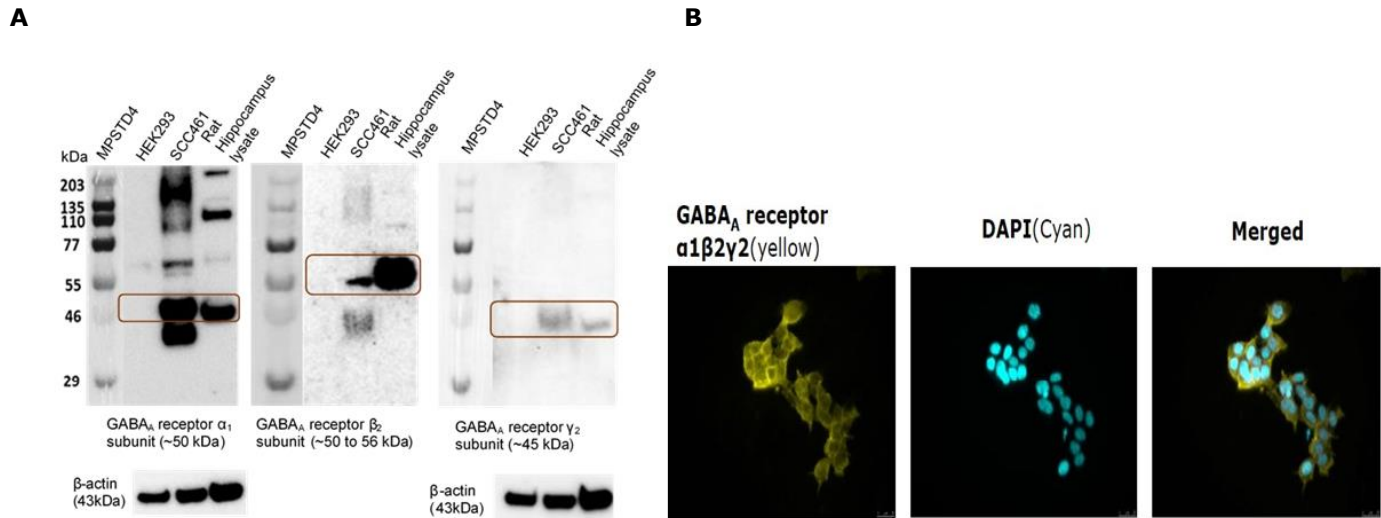 A
B
MPSTD4
HEK293
SCC461
Rat
Hippocampus
lysate
MPSTD4
HEK293
SCC461
Rat
Hippocampus
lysate
MPSTD4
HEK293
SCC461
Rat
Hippocampus
lysate
kDa
203
135
110
77
55
46
29
GABAA receptor α1
subunit (~50 kDa)
GABAA receptor β2
subunit (~50 to 56 kDa)
GABAA receptor γ2
subunit (~45 kDa)
β-actin
(43kDa)
β-actin
(43kDa)
GABAA receptor
α1β2γ2(yellow)
DAPI(Cyan)
Merged